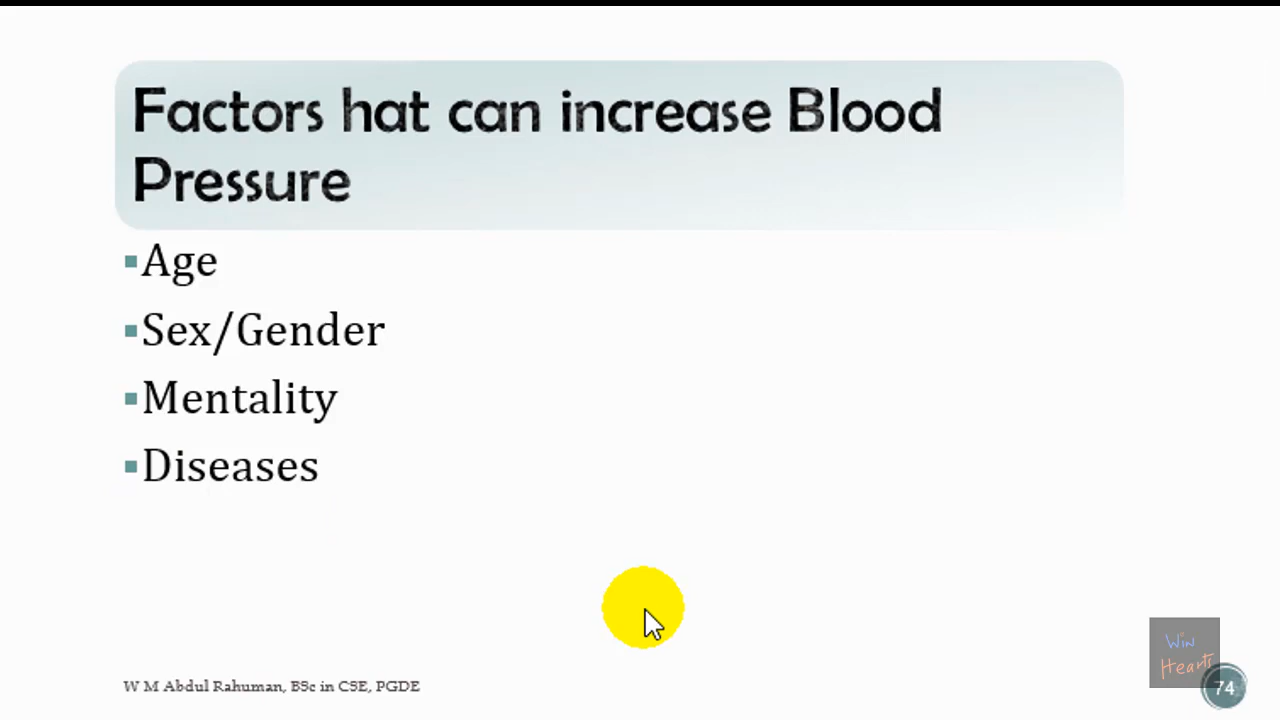 Factors hat can increase Blood
Pressure
▪Age
▪Sex/Gender
▪Mentality
▪Diseases
Win
Hearts
W M Abdul Rahuman, BSc in CSE, PGDE
74